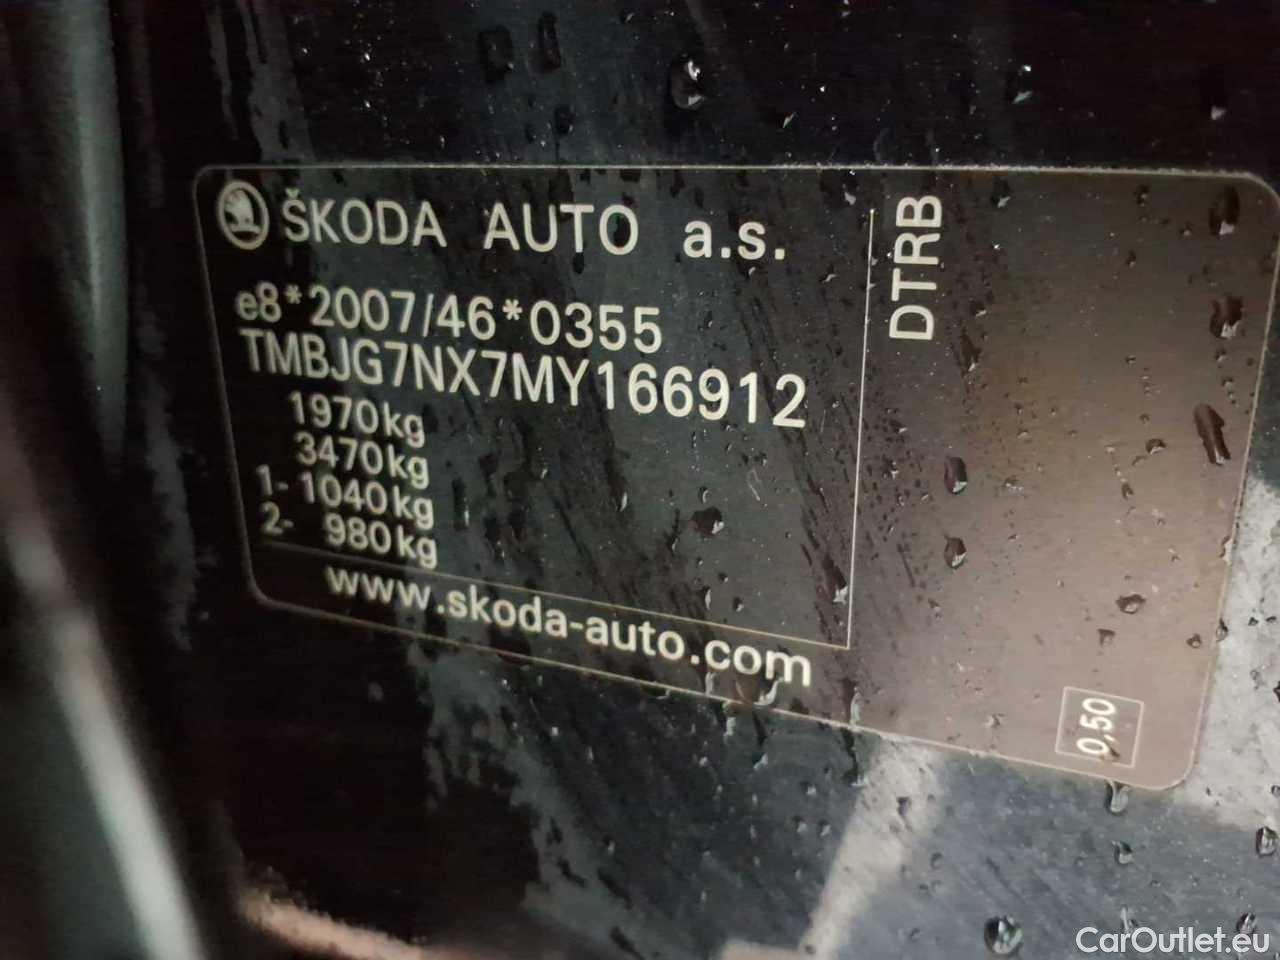 ŠKODA AUTO a.s.
e8*2007/46*0355
TMBJG7NX7MY166912
1970kg
3470kg
1- 1040kg
2- 980kg
www.skoda-auto.com
DTRB
0,50
CarOutlet.eu